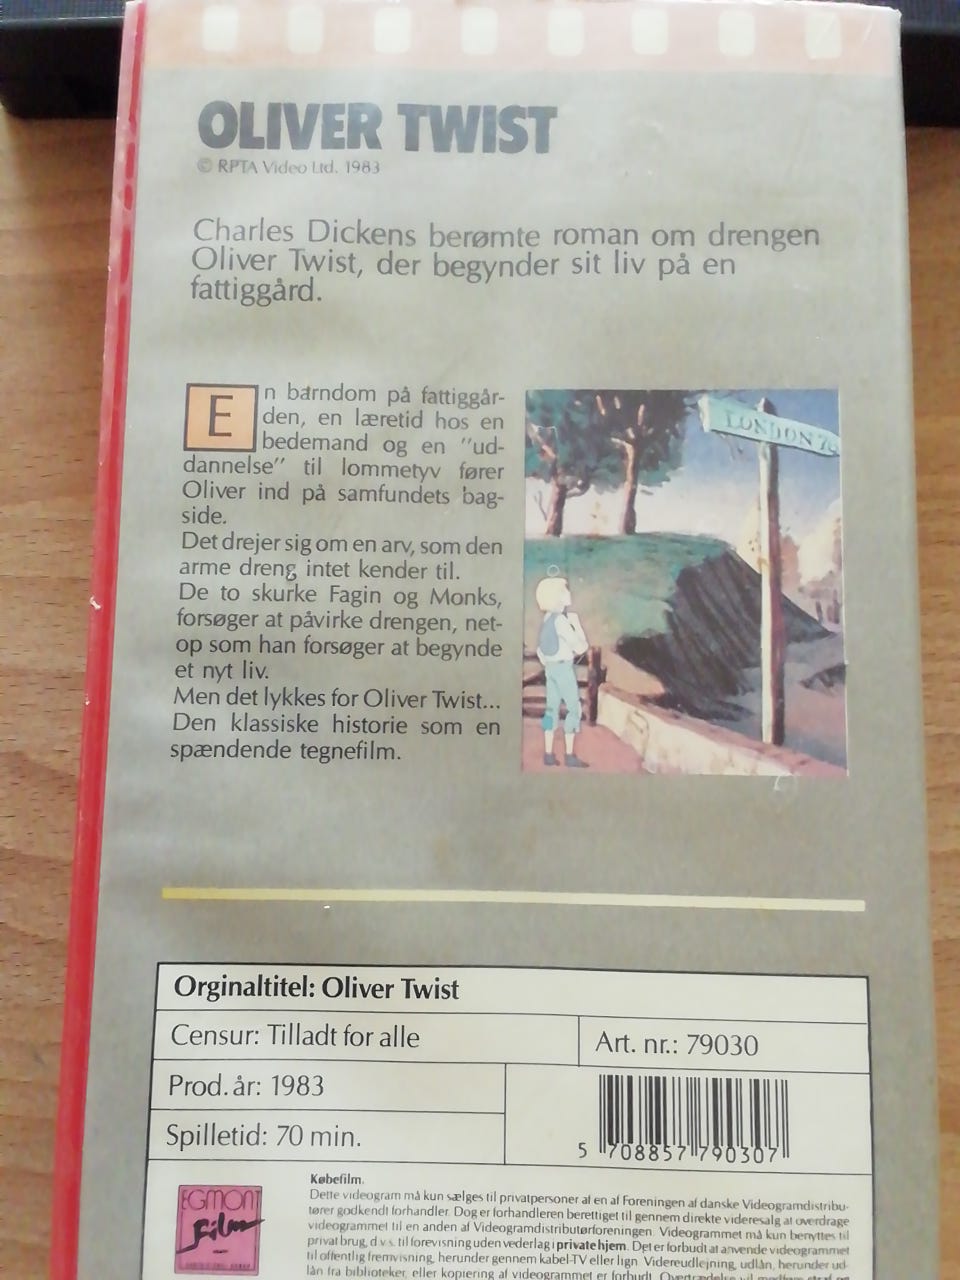 OLIVER TWIST
© RPTA Video Ltd. 1983
Charles Dickens berømte roman om drengen
Oliver Twist, der begynder sit liv på en
fattiggård.
En barndom på fattiggår-
den, en læretid hos en
bedemand og en "ud-
dannelse" til lommetyv fører
Oliver ind på samfundets bag-
side.
Det drejer sig om en arv, som den
arme dreng intet kender til.
De to skurke Fagin og Monks,
forsøger at påvirke drengen, net-
op som han forsøger at begynde
et nyt liv.
Men det lykkes for Oliver Twist...
Den klassiske historie som en
spændende tegnefilm.
LONDON
Orginaltitel: Oliver Twist
Censur: Tilladt for alle
Art. nr.: 79030
Prod. år: 1983
Spilletid: 70 min.
5 708857 790307
EGMONT
Film
Købefilm.
Dette videogram må kun sælges til privatpersoner af en af Foreningen af danske Videogramdistribu-
tører godkendt forhandler. Dog er forhandleren berettiget til gennem direkte videresalg at overdrage
videogrammet til en anden af Videogramdistributørforeningen. Videogrammet må kun benyttes til
privat brug, d.v.s. til forevisning uden vederlag i private hjem. Det er forbudt at anvende videogrammet
til offentlig fremvisning, herunder gennem kabel-TV eller lign. Videreudlejning, udlån, herunder ud-
lån fra biblioteker, eller kopiering af videogrammet er forbudt. Overtrædelse vil medføre